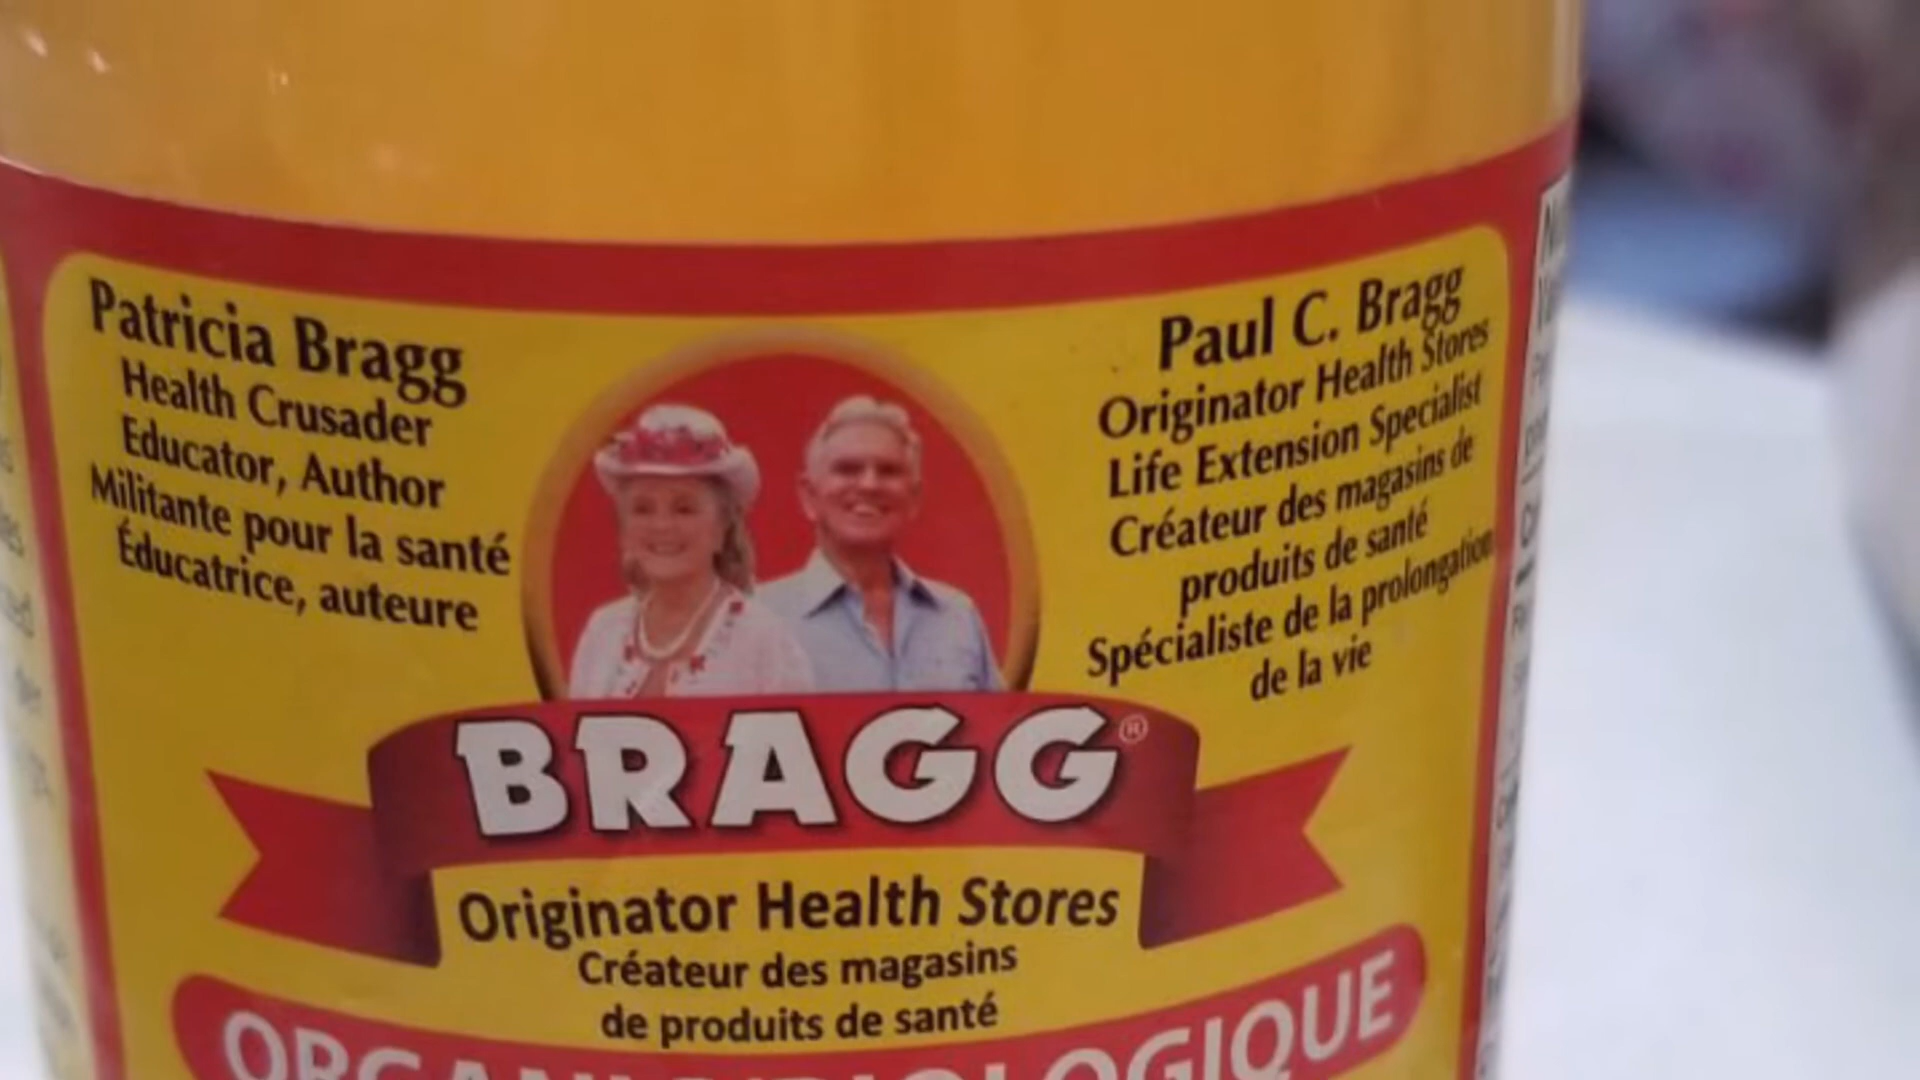 Patricia Bragg
Health Crusader
Educator, Author
Militante pour la santé
Éducatrice, auteure
Paul C. Bragg
Originator Health Stores
Life Extension Specialist
Créateur des magasins de
produits de santé
Spécialiste de la prolongation
de la vie
BRAGG®
Originator Health Stores
Créateur des magasins
de produits de santé